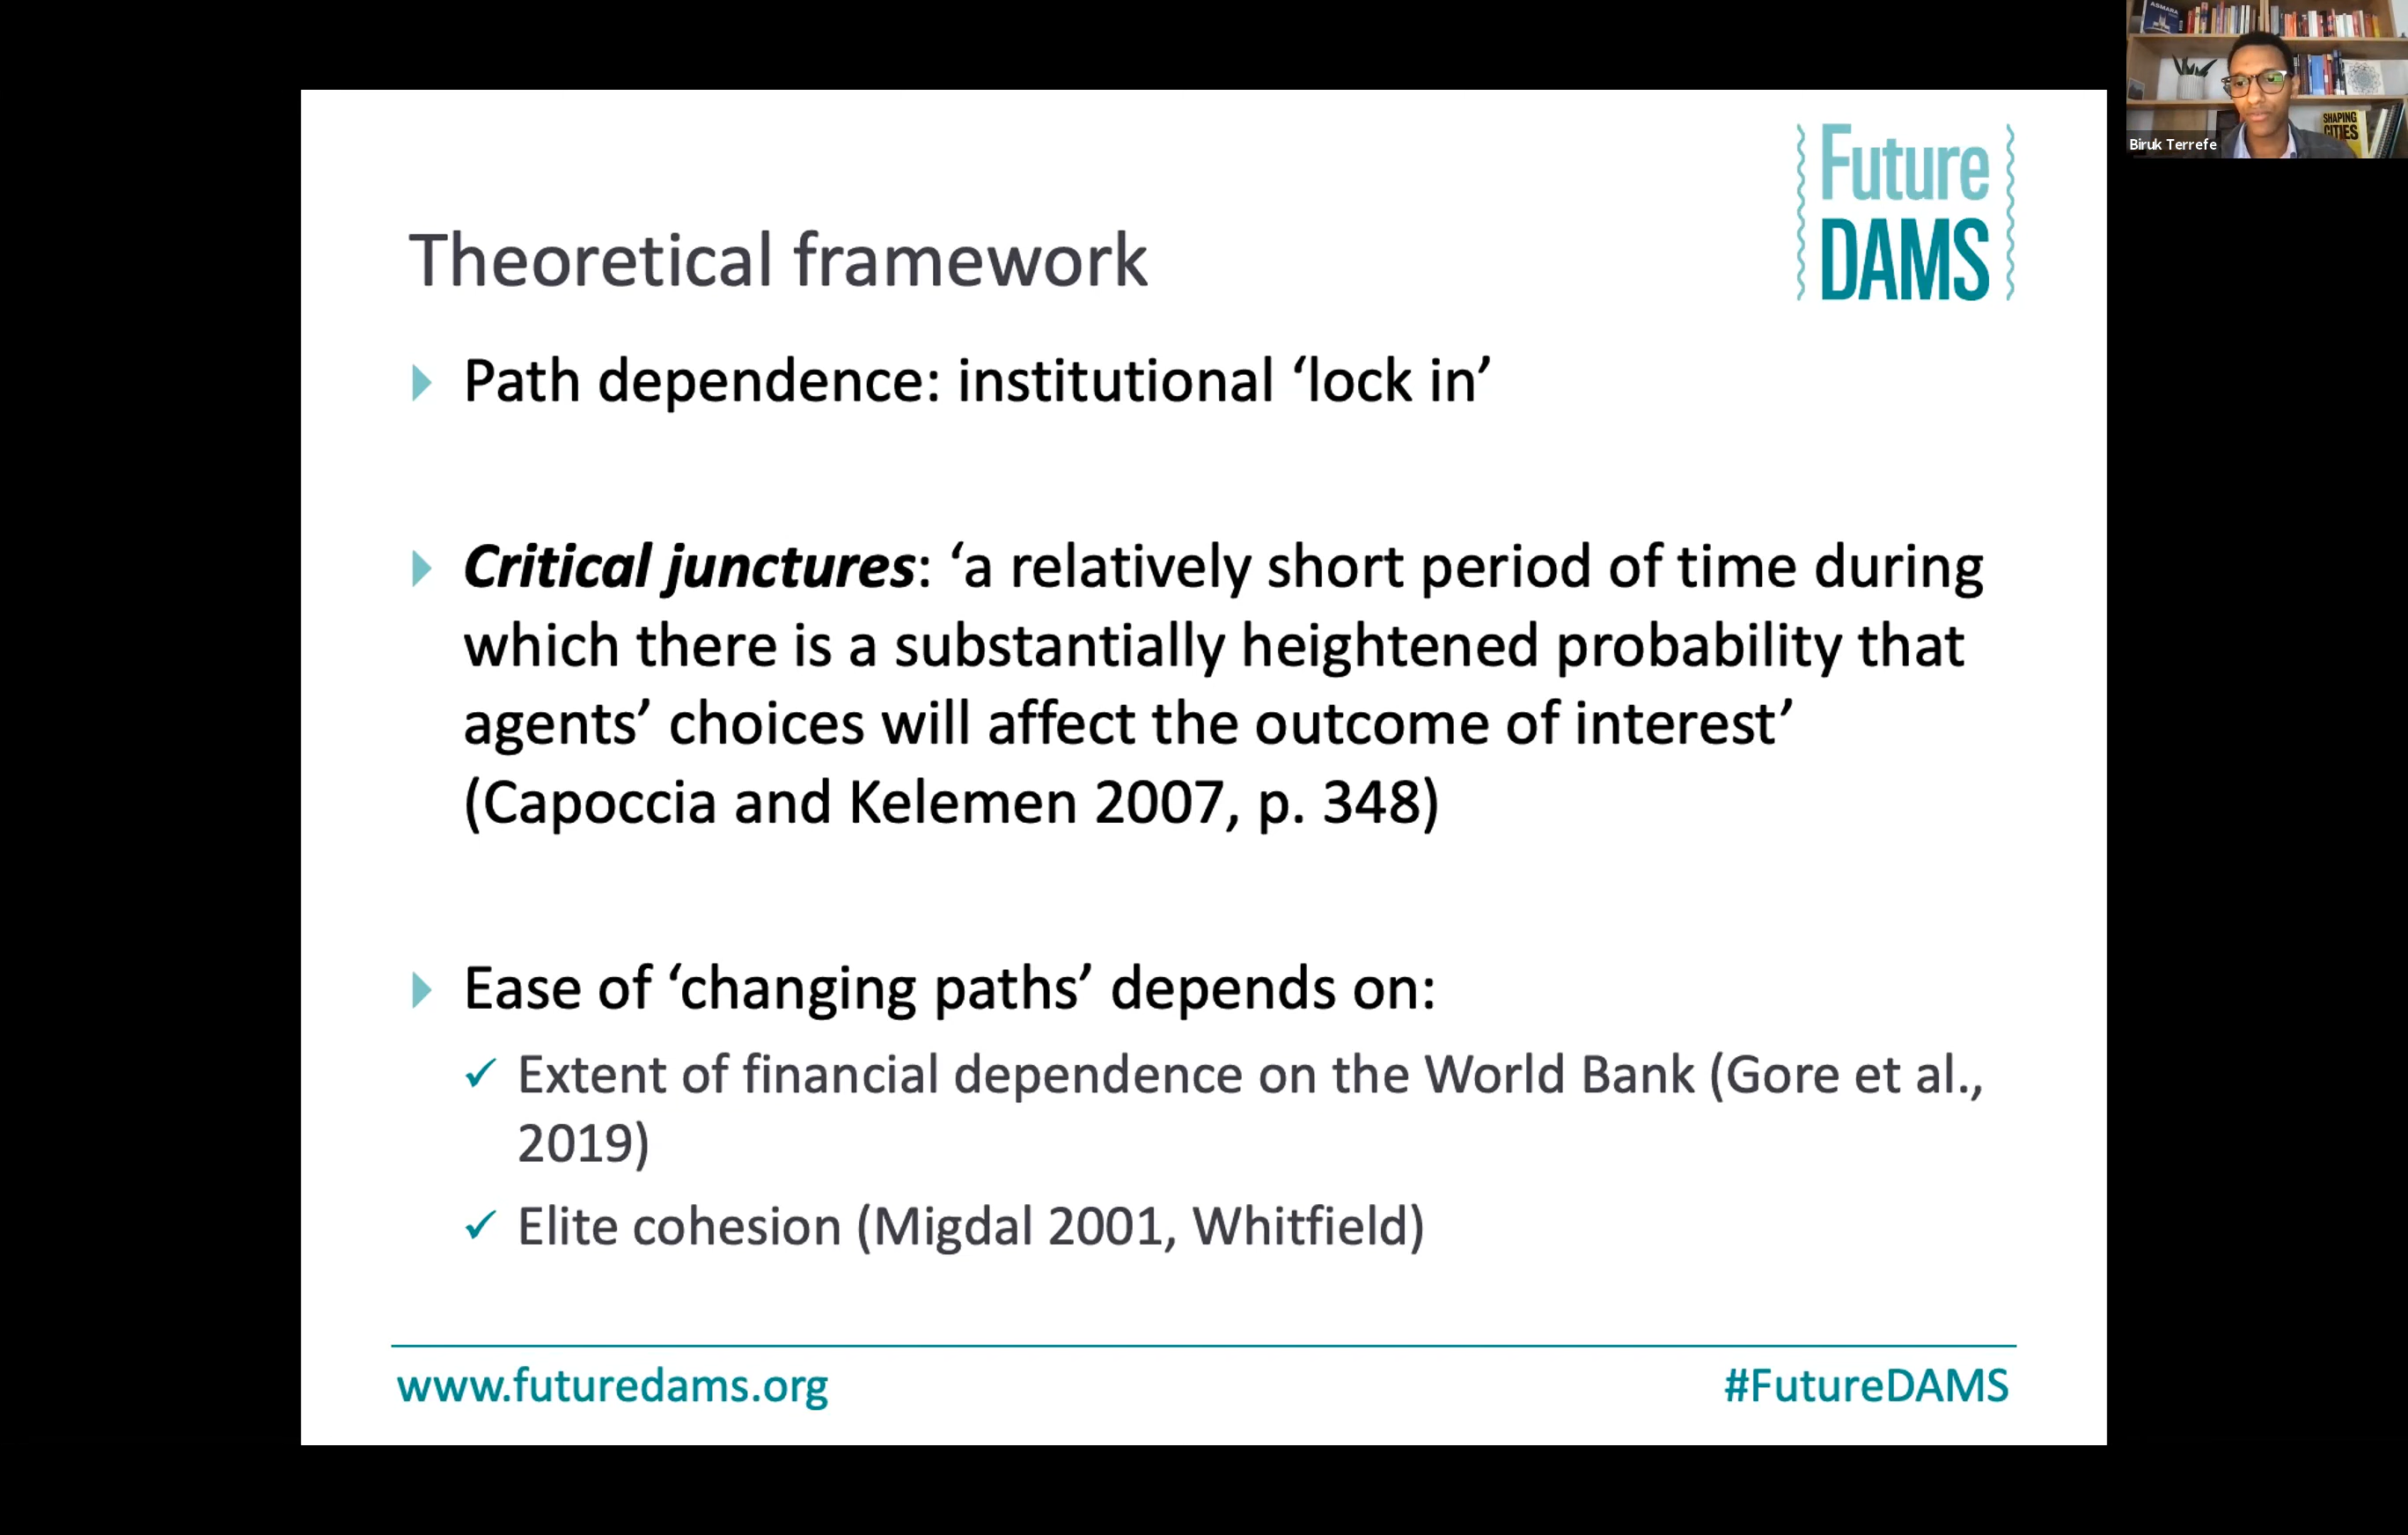 Future
DAMS
Theoretical framework
Path dependence: institutional ‘lock in’
Critical junctures: ‘a relatively short period of time during
which there is a substantially heightened probability that
agents’ choices will affect the outcome of interest’
(Capoccia and Kelemen 2007, p. 348)
Ease of ‘changing paths’ depends on:
✓ Extent of financial dependence on the World Bank (Gore et al.,
2019)
✓ Elite cohesion (Migdal 2001, Whitfield)
www.futuredams.org
#FutureDAMS
ASMARA
SHAPING
CITIES
Biruk Terrefe